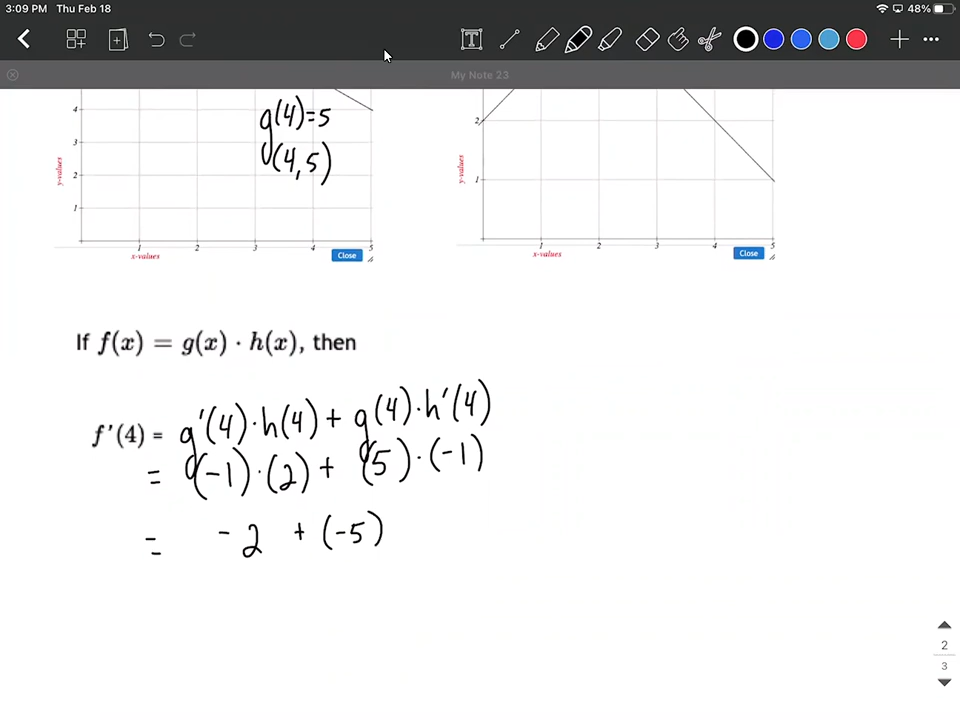 3:09 PM Thu Feb 18
48%
T
My Note 23
4
3
2
1
1
2
3
4
5
y-values
x-values
Close
g(4)=5
(4,5)
2
1
1
2
3
4
5
y-values
x-values
Close
If f(x) = g(x) · h(x), then
f'(4) = g'(4)·h(4) + g(4)·h'(4)
= (-1)·(2) + (5)·(-1)
= -2 + (-5)
2
3